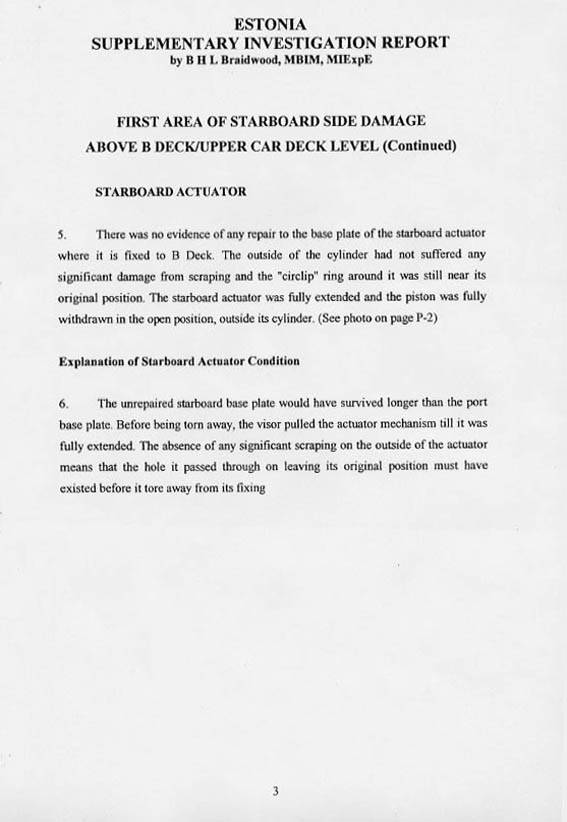 ESTONIA
SUPPLEMENTARY INVESTIGATION REPORT
by B H L Braidwood, MBIM, MIExpE
FIRST AREA OF STARBOARD SIDE DAMAGE
ABOVE B DECK/UPPER CAR DECK LEVEL (Continued)
STARBOARD ACTUATOR
5. There was no evidence of any repair to the base plate of the starboard actuator
where it is fixed to B Deck. The outside of the cylinder had not suffered any
significant damage from scraping and the "circlip" ring around it was still near its
original position. The starboard actuator was fully extended and the piston was fully
withdrawn in the open position, outside its cylinder. (See photo on page P-2)
Explanation of Starboard Actuator Condition
6. The unrepaired starboard base plate would have survived longer than the port
base plate. Before being torn away, the visor pulled the actuator mechanism till it was
fully extended. The absence of any significant scraping on the outside of the actuator
means that the hole it passed through on leaving its original position must have
existed before it tore away from its fixing
3